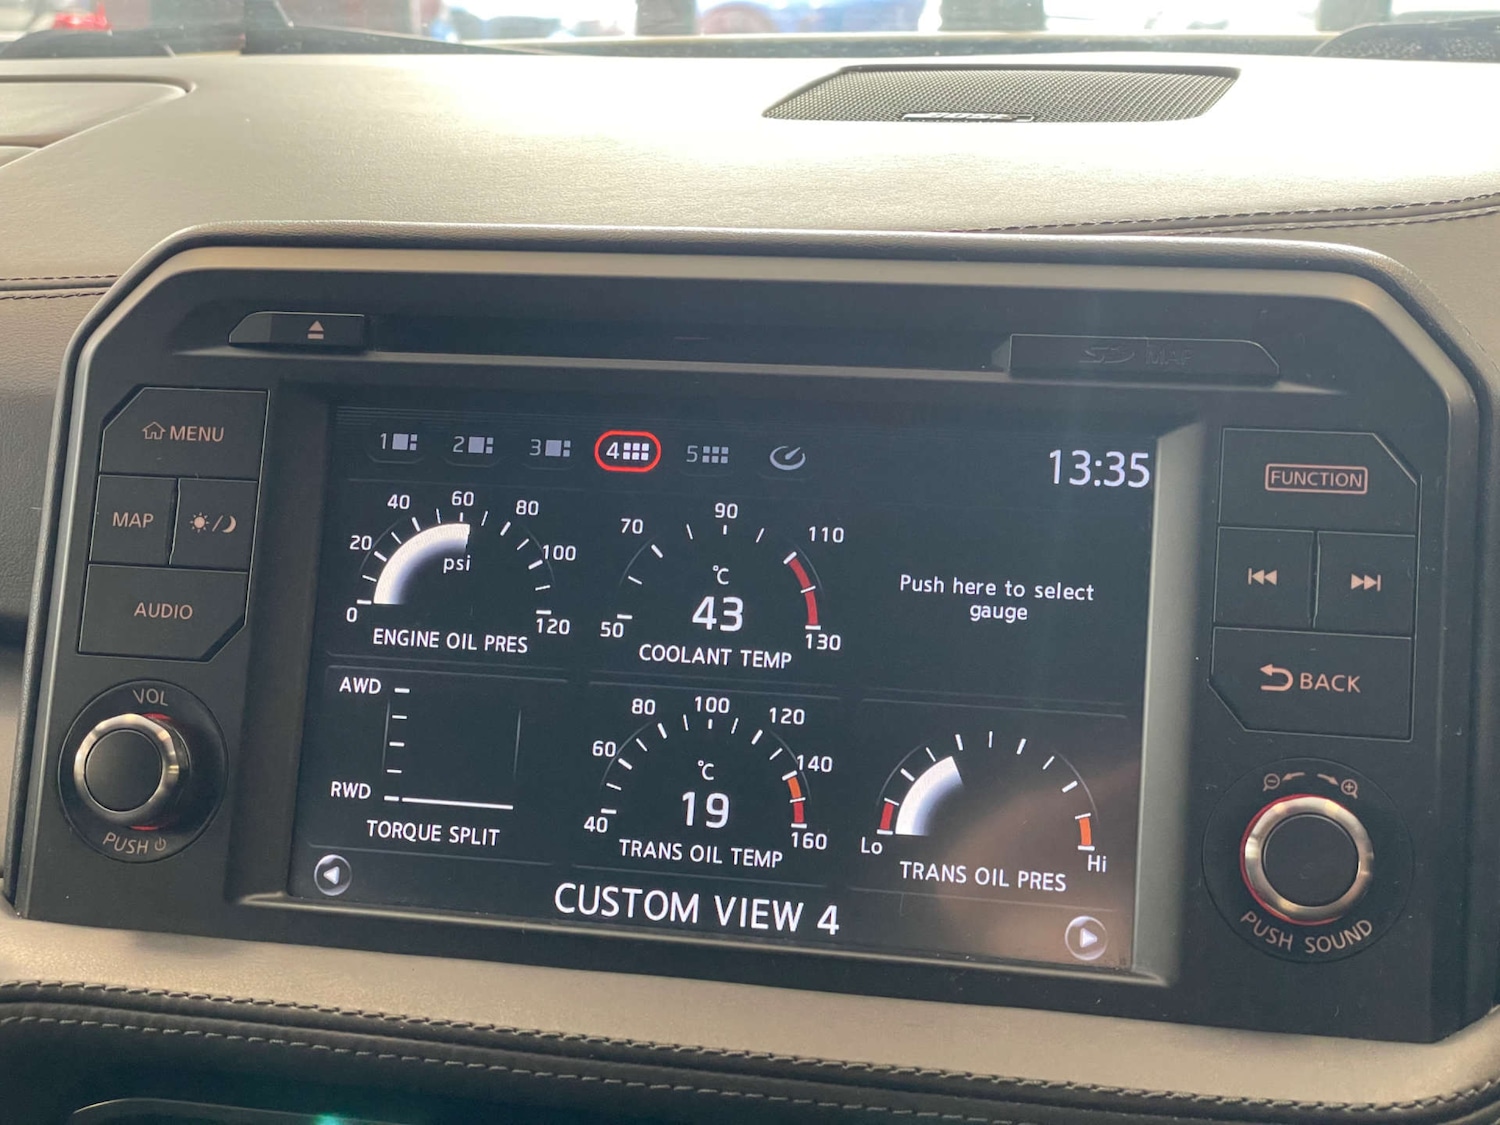 BOSE
SD MAP
MENU
MAP
AUDIO
VOL
PUSH
1
2
3
4
5
13:35
0
20
40
60
80
100
120
psi
ENGINE OIL PRES
50
70
90
110
130
°C
43
COOLANT TEMP
Push here to select
gauge
AWD
RWD
TORQUE SPLIT
40
60
80
100
120
140
160
°C
19
TRANS OIL TEMP
Lo
Hi
TRANS OIL PRES
CUSTOM VIEW 4
FUNCTION
BACK
PUSH SOUND